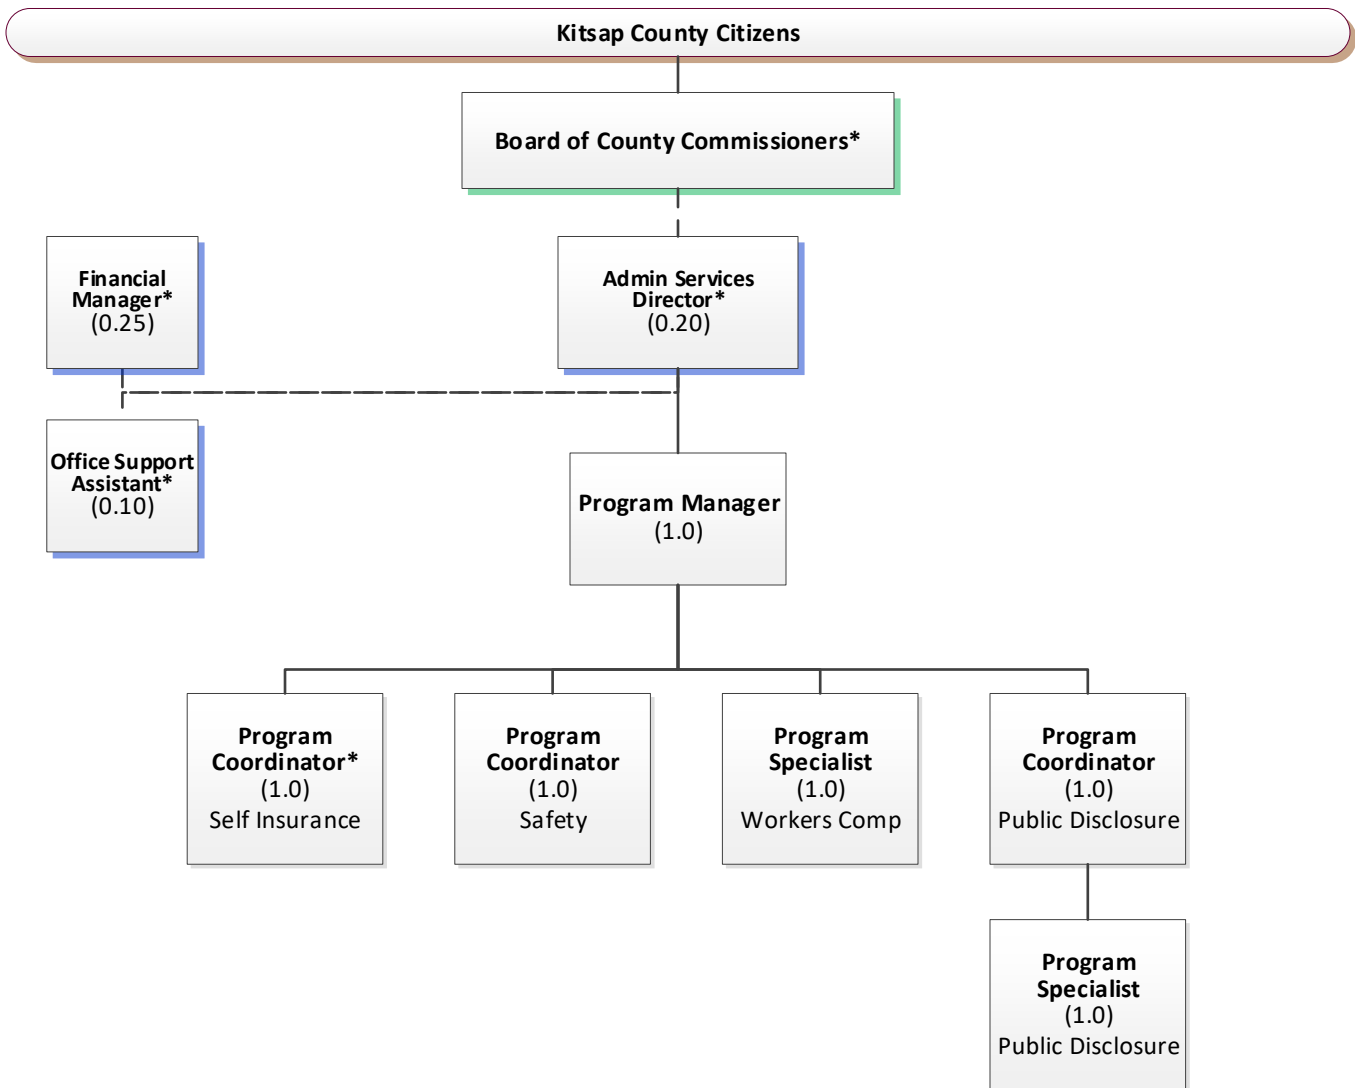 Kitsap County Citizens
Board of County Commissioners*
Financial
Manager*
(0.25)
Admin Services
Director*
(0.20)
Office Support
Assistant*
(0.10)
Program Manager
(1.0)
Program
Coordinator*
(1.0)
Self Insurance
Program
Coordinator
(1.0)
Safety
Program
Specialist
(1.0)
Workers Comp
Program
Coordinator
(1.0)
Public Disclosure
Program
Specialist
(1.0)
Public Disclosure